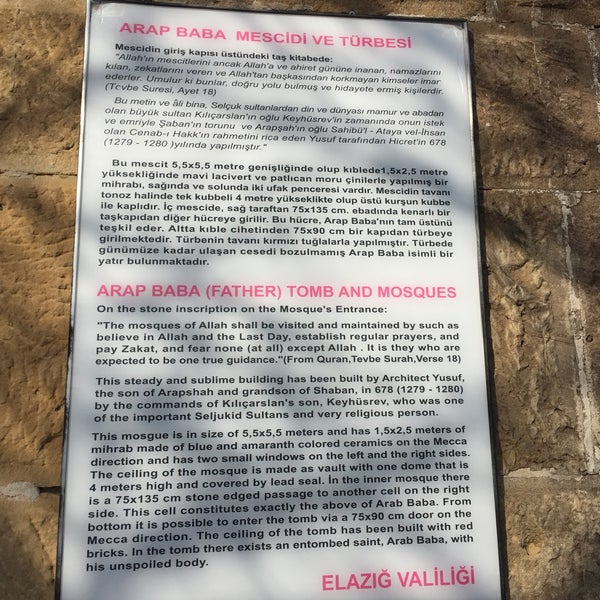 ARAP BABA MESCİDİ VE TÜRBESİ
Mescidin giriş kapısı üstündeki taş kitabede:
"Allah'ın mescitlerini ancak Allah'a ve ahiret gününe inanan, namazlarını
kılan, zekatlarını veren ve Allah'tan başkasından korkmayan kimseler imar
ederler. Umulur ki bunlar, doğru yolu bulmuş ve hidayete ermiş kişilerdir.
(Tevbe Suresi, Ayet 18)
Bu metin ve âli bina, Selçuk sultanlardan din ve dünyası mamur ve abadan
olan büyük sultan Kılıçarslan'ın oğlu Keyhüsrev'in zamanında onun istek
ve emriyle Şaban'ın torunu ve Arapşah'ın oğlu Sahibü'l - Ataya vel-İhsan
olan Cenab-ı Hakk'ın rahmetini rica eden Yusuf tarafından Hicret'in 678
(1279 - 1280 )yılında yapılmıştır."
Bu mescit 5,5x5,5 metre genişliğinde olup kıblede1,5x2,5 metre
yüksekliğinde mavi lacivert ve patlıcan moru çinilerle yapılmış bir
mihrabı, sağında ve solunda iki ufak penceresi vardır. Mescidin tavanı
tonoz halinde tek kubbeli 4 metre yükseklikte olup üstü kurşun kubbe
ile kaplıdır. İç mescide, sağ taraftan 75x135 cm. ebadında kenarlı bir
taşkapıdan diğer hücreye girilir. Bu hücre, Arap Baba'nın tam üstünü
teşkil eder. Altta kıble cihetinden 75x90 cm bir kapıdan türbeye
girilmektedir. Türbenin tavanı kırmızı tuğlalarla yapılmıştır. Türbede
günümüze kadar ulaşan cesedi bozulmamış Arap Baba isimli bir
yatır bulunmaktadır.
ARAP BABA (FATHER) TOMB AND MOSQUES
On the stone inscription on the Mosque's Entrance:
"The mosques of Allah shall be visited and maintained by such as
believe in Allah and the Last Day, establish regular prayers, and
pay Zakat, and fear none (at all) except Allah . It is they who are
expected to be one true guidance."(From Quran,Tevbe Surah,Verse 18)
This steady and sublime building has been built by Architect Yusuf,
the son of Arapshah and grandson of Shaban, in 678 (1279 - 1280)
by the commands of Kılıçarslan's son, Keyhüsrev, who was one
of the important Seljukid Sultans and very religious person.
This mosgue is in size of 5,5x5,5 meters and has 1,5x2,5 meters of
mihrab made of blue and amaranth colored ceramics on the Mecca
direction and has two small windows on the left and the right sides.
The ceiling of the mosque is made as vault with one dome that is
4 meters high and covered by lead seal. İn the inner mosque there
is a 75x135 cm stone edged passage to another cell on the right
side. This cell constitutes exactly the above of Arap Baba. From
bottom it is possible to enter the tomb via a 75x90 cm door on the
Mecca direction. The ceiling of the tomb has been built with red
bricks. In the tomb there exists an entombed saint, Arap Baba, with
his unspoiled body.
ELAZIĞ VALİLİĞİ